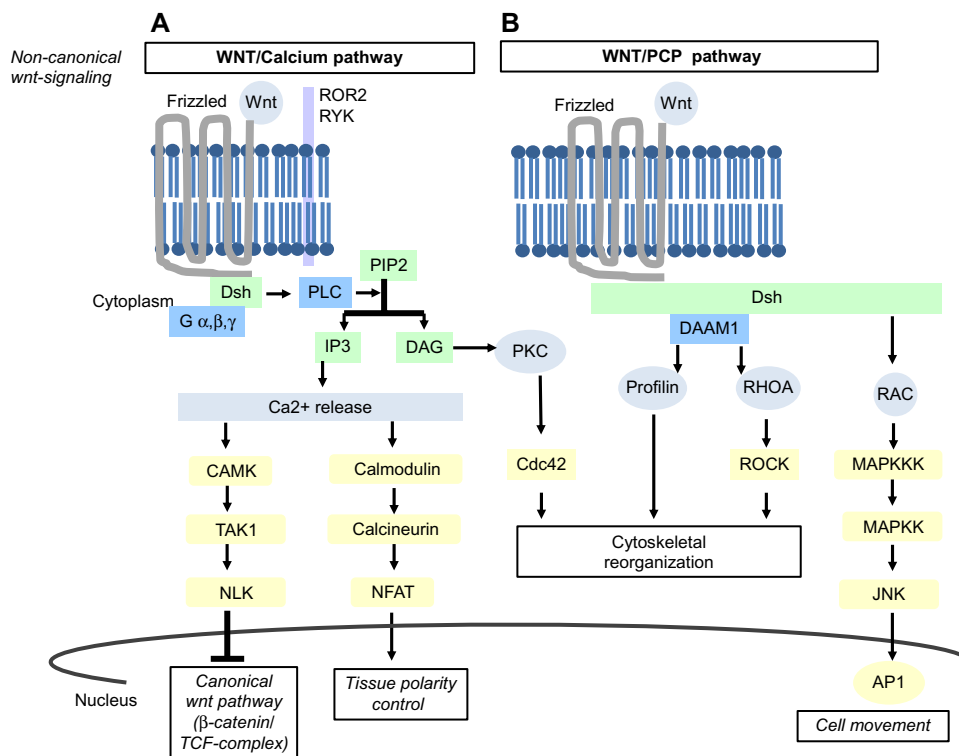 A
B
Non-canonical
wnt-signaling
WNT/Calcium pathway
WNT/PCP pathway
Frizzled
Wnt
ROR2
RYK
Frizzled
Wnt
PIP2
Cytoplasm
Dsh
PLC
G α,β,γ
Dsh
DAAM1
IP3
DAG
PKC
Profilin
RHOA
RAC
Ca2+ release
CAMK
Calmodulin
Cdc42
ROCK
MAPKKK
TAK1
Calcineurin
Cytoskeletal
reorganization
MAPKK
NLK
NFAT
JNK
Nucleus
Canonical
wnt pathway
(β-catenin/
TCF-complex)
Tissue polarity
control
AP1
Cell movement